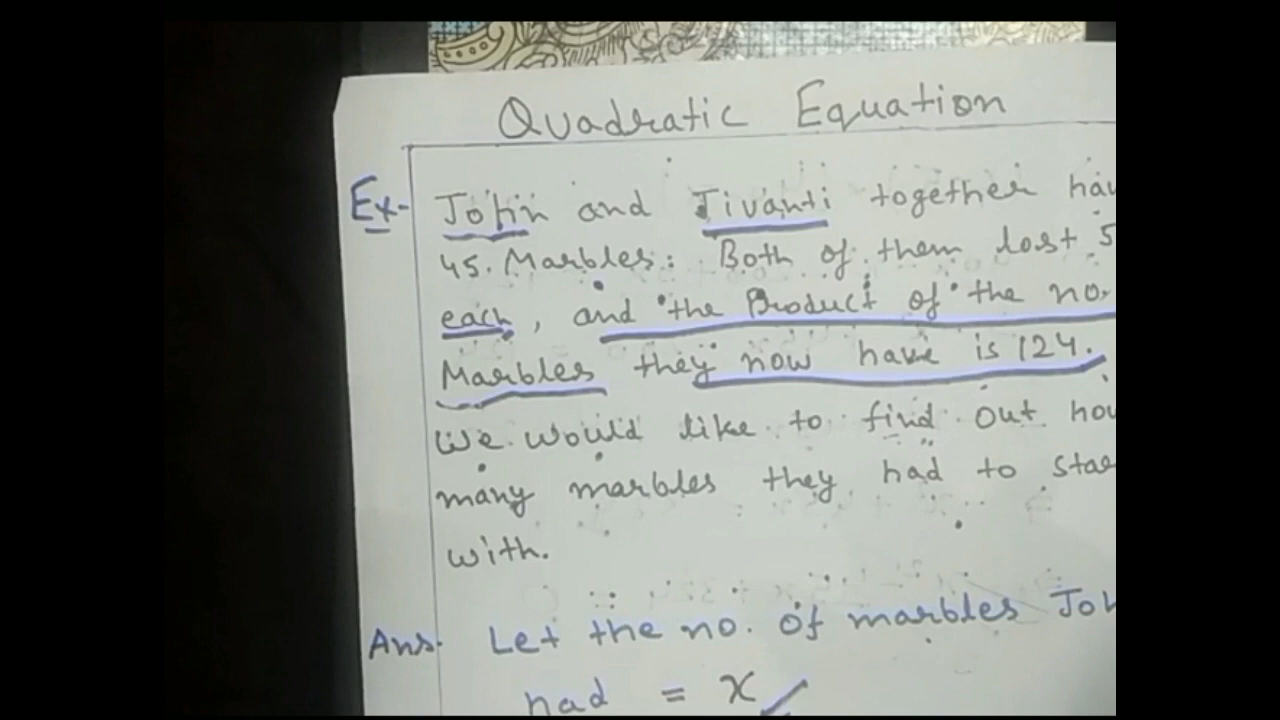 Quadratic Equation
Ex- John and Jivanti together hav
45. Marbles: Both of them lost 5
each, and the Product of the no.
Marbles they now have is 124.
We would like to find out how
many marbles they had to star
with.
Ans. Let the no. of marbles Joh
had = x